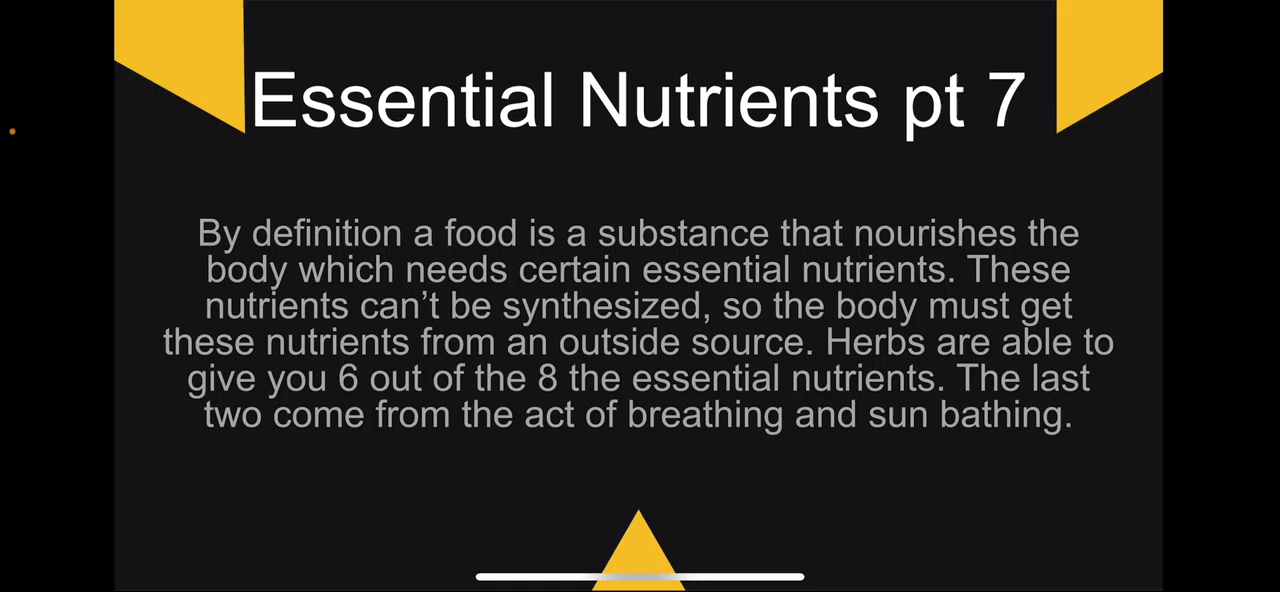 Essential Nutrients pt 7
By definition a food is a substance that nourishes the
body which needs certain essential nutrients. These
nutrients can’t be synthesized, so the body must get
these nutrients from an outside source. Herbs are able to
give you 6 out of the 8 the essential nutrients. The last
two come from the act of breathing and sun bathing.